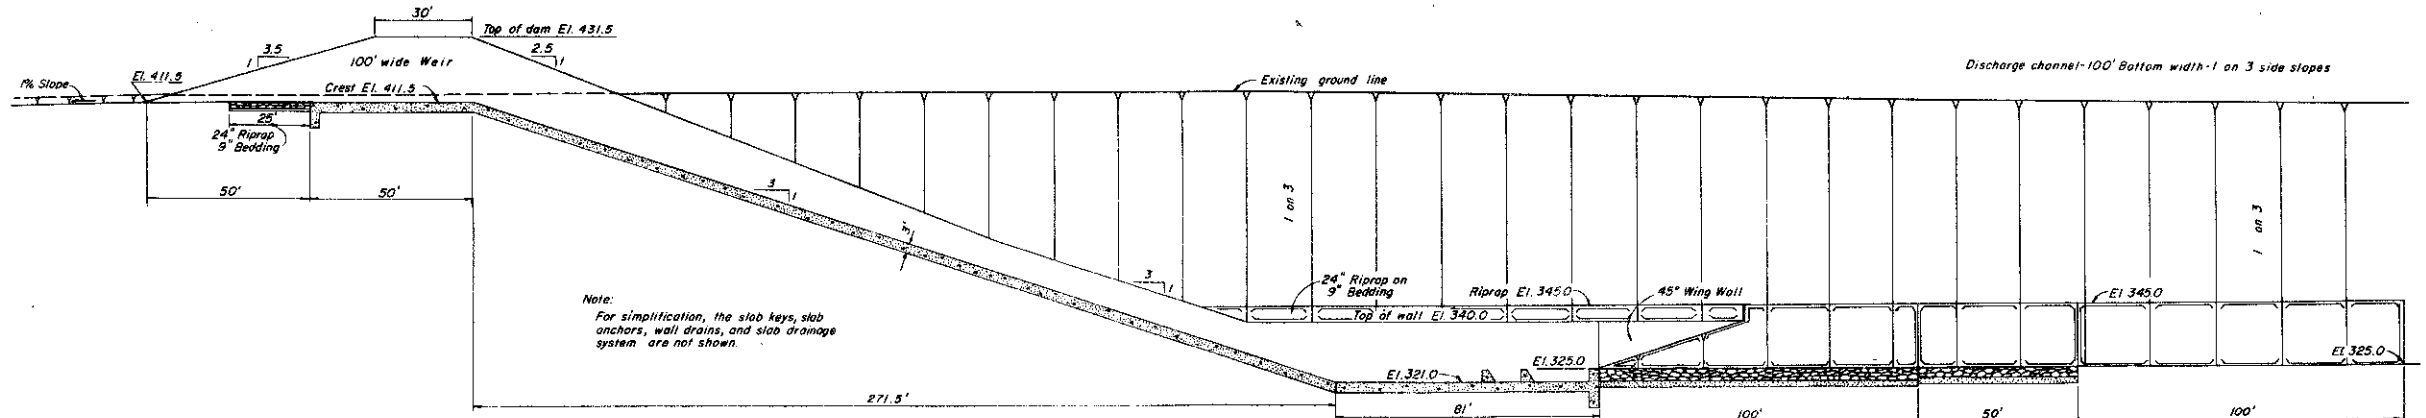 30'
Top of dam El. 431.5
3.5
1
2.5
1
100' wide Weir
1% Slope
El. 411.5
Crest El. 411.5
Existing ground line
Discharge channel-100' Bottom width-1 on 3 side slopes
25'
24" Riprap
9" Bedding
50'
50'
3
1
3'
1 on 3
1 on 3
3
1
24" Riprap on
9" Bedding
Riprap El. 345.0
45° Wing Wall
El. 345.0
Top of wall El. 340.0
Note:
For simplification, the slab keys, slab
anchors, wall drains, and slab drainage
system are not shown.
El. 325.0
El. 325.0
El. 321.0
271.5'
81'
100'
50'
100'